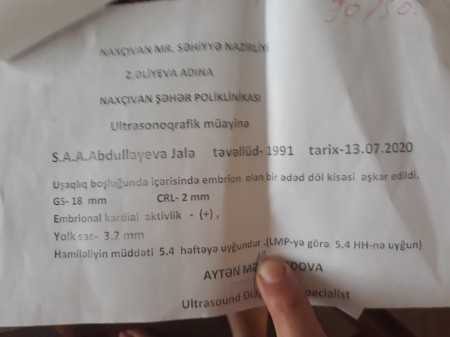 90/50.
NAXÇIVAN MR. SƏHİYYƏ NAZİRLİYİ
Z.ƏLİYEVA ADINA
NAXÇIVAN ŞƏHƏR POLİKLİNİKASI
Ultrasonoqrafik müayinə
S.A.A.Abdullayeva Jalə təvəllüd- 1991 tarix-13.07.2020
Uşaqlıq boşluğunda içərisində embrion olan bir ədəd döl kisəsi aşkar edildi.
GS- 18 mm CRL- 2 mm
Embrional kardial aktivlik - (+) ,
Yolk sac- 3.2 mm
Hamiləliyin müddəti 5.4 həftəyə uyğundur .(LMP-yə görə 5.4 HH-nə uyğun)
AYTƏN
Ultrasound